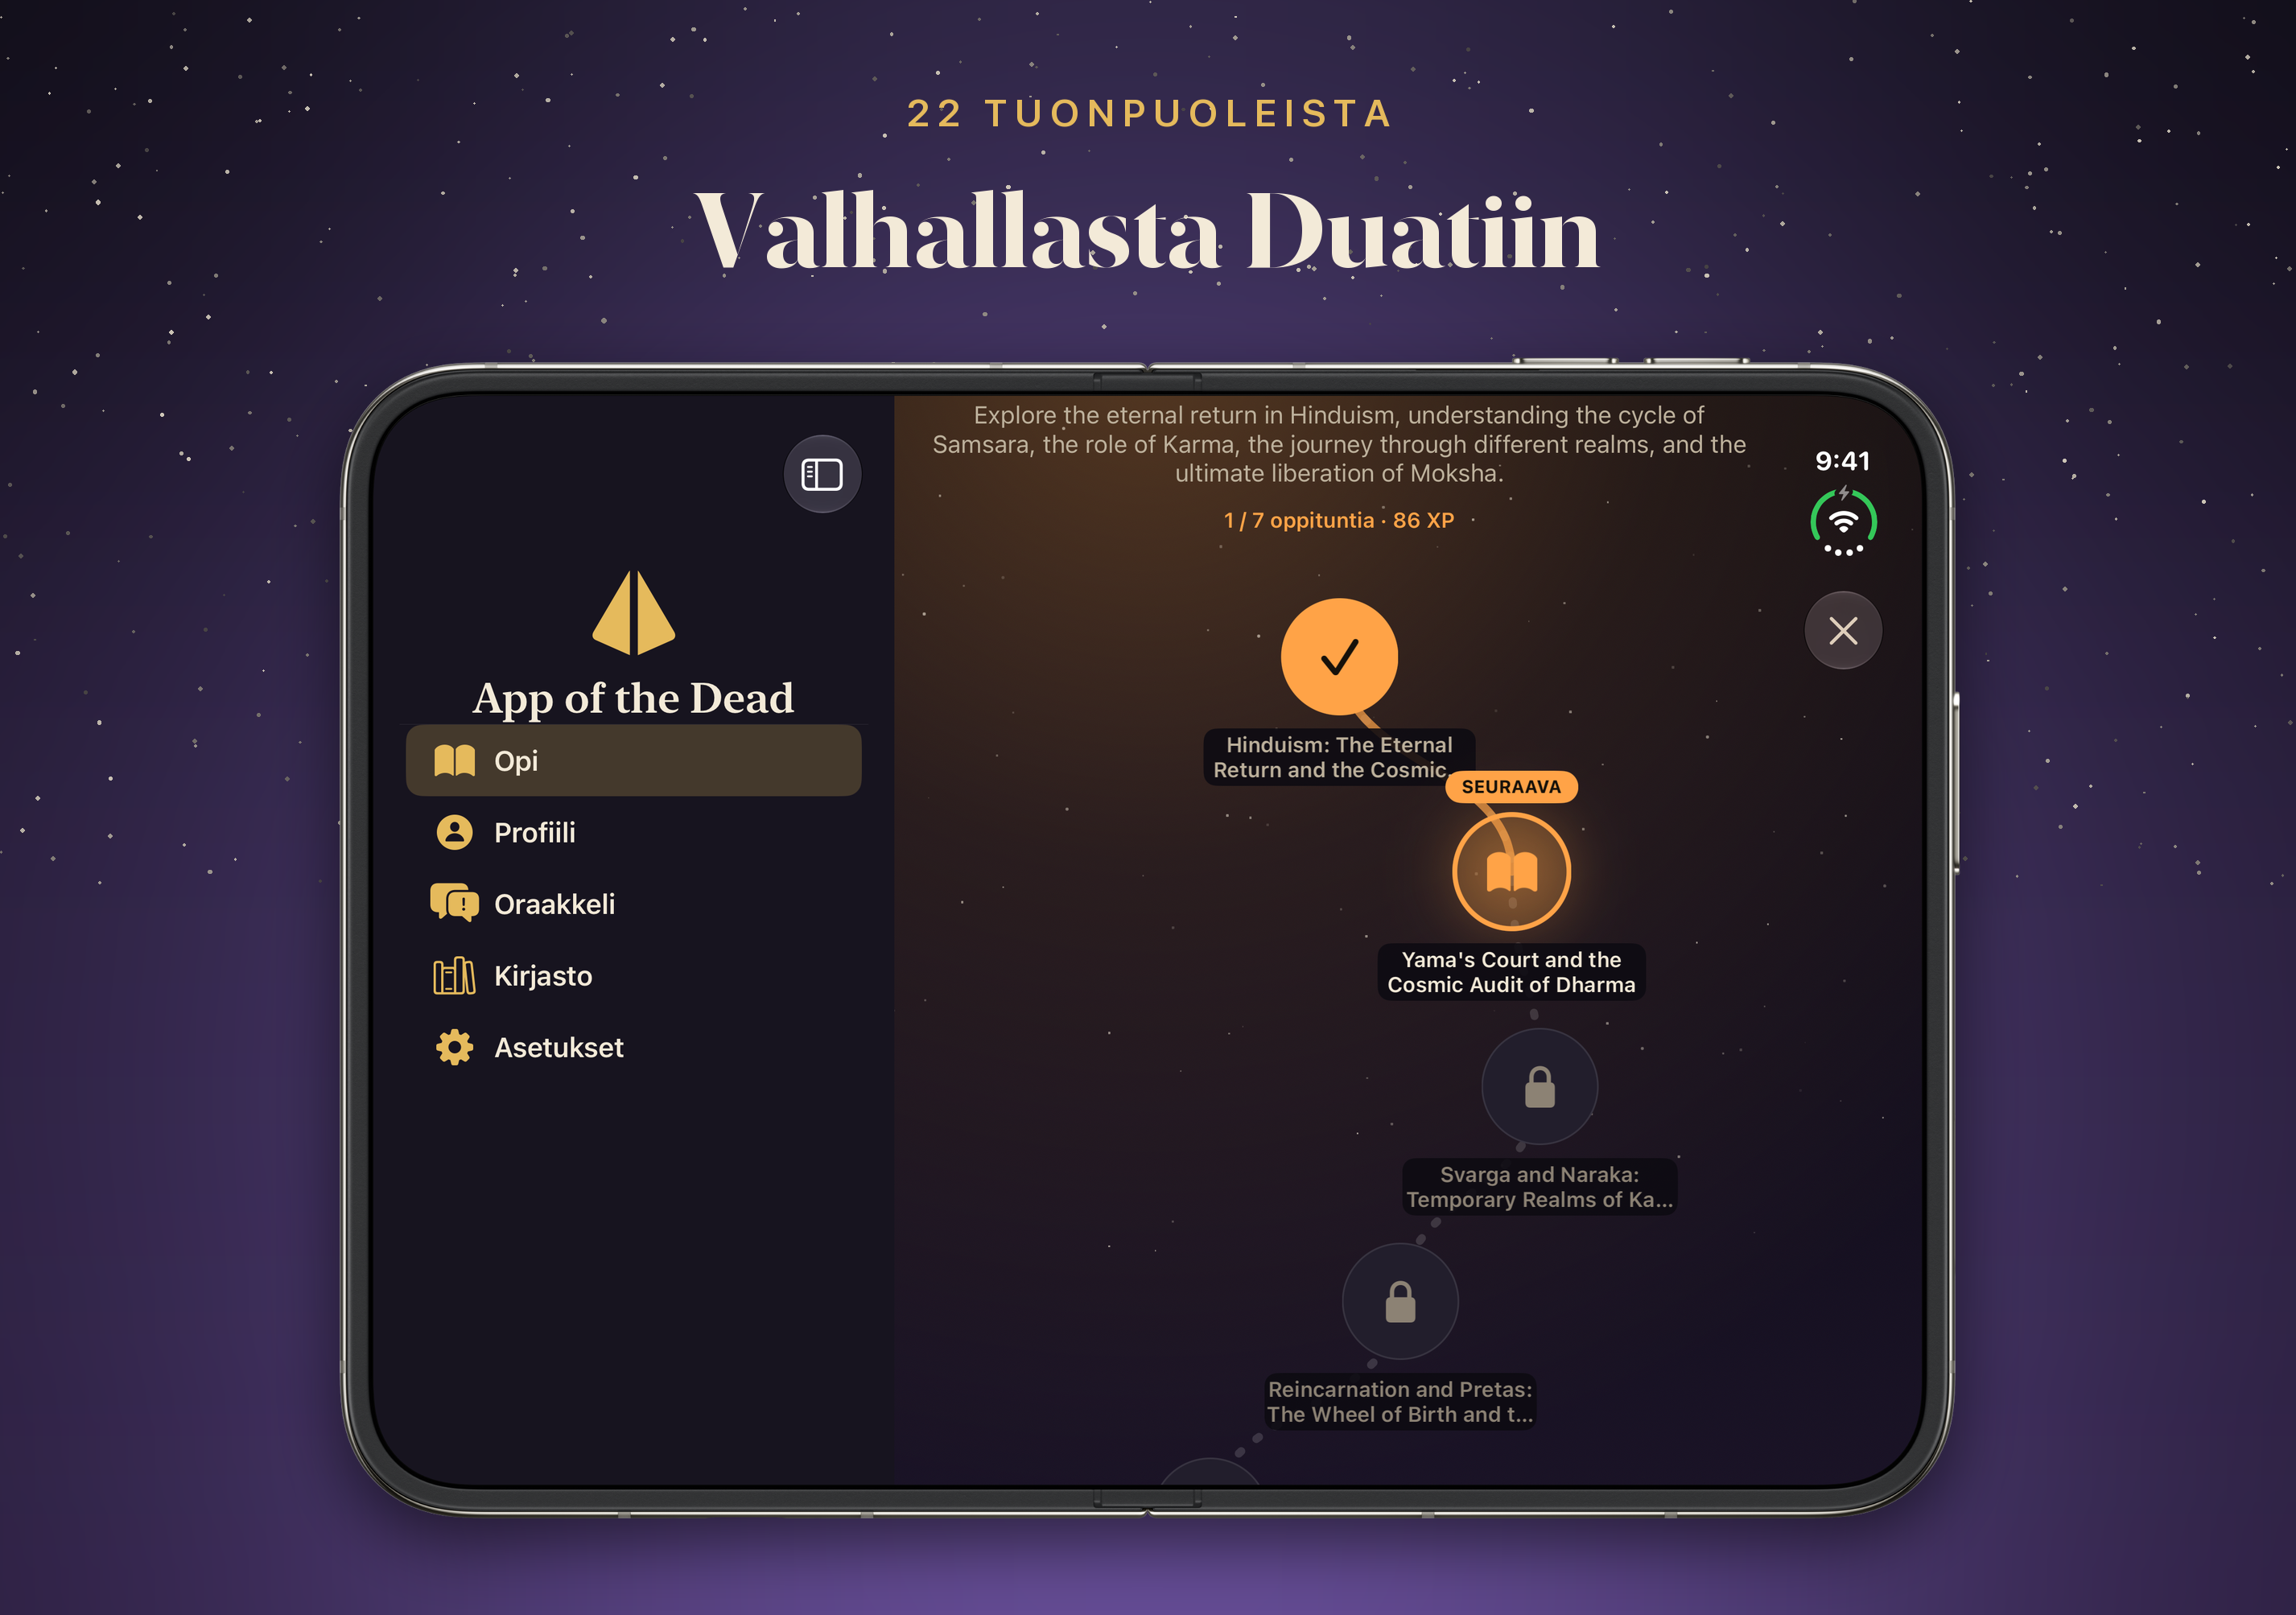 22 TUONPUOLEISTA
Valhallasta Duatiin
App of the Dead
Opi
Profiili
Oraakkeli
Kirjasto
Asetukset
Explore the eternal return in Hinduism, understanding the cycle of
Samsara, the role of Karma, the journey through different realms, and the
ultimate liberation of Moksha.
1 / 7 oppituntia · 86 XP
9:41
Hinduism: The Eternal
Return and the Cosmic...
SEURAAVA
Yama's Court and the
Cosmic Audit of Dharma
Svarga and Naraka:
Temporary Realms of Ka...
Reincarnation and Pretas:
The Wheel of Birth and t...